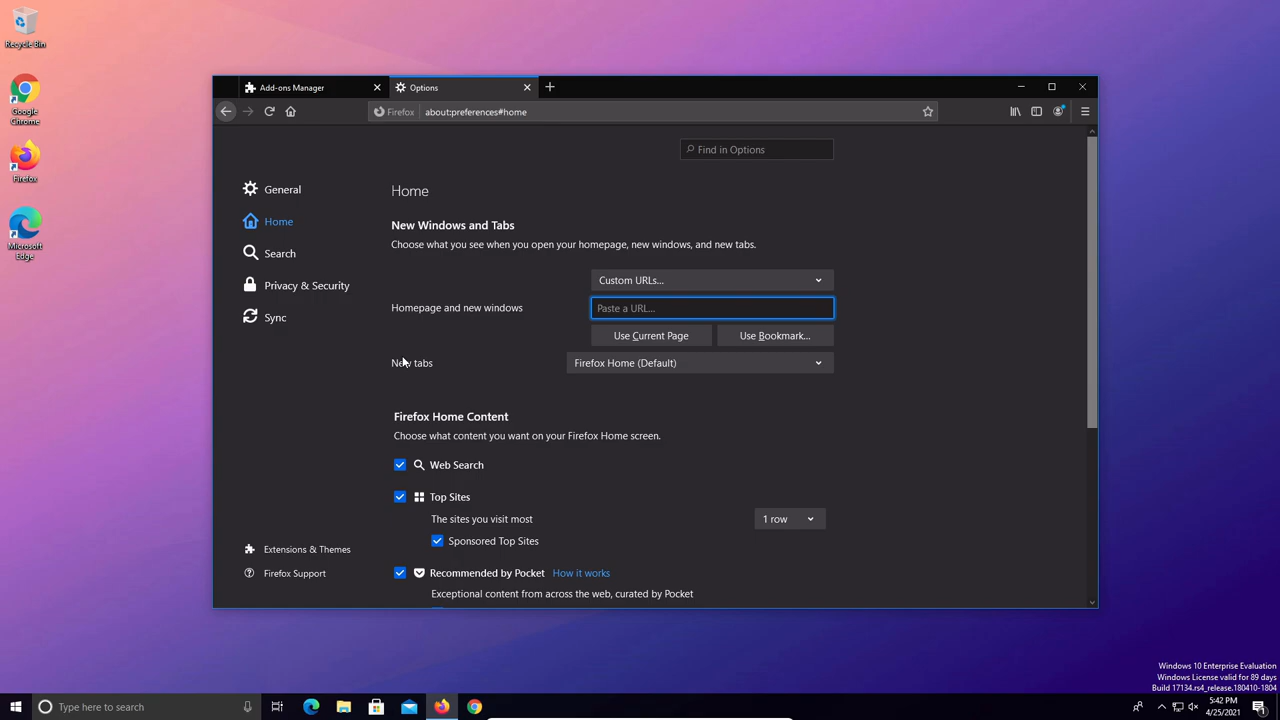 Recycle Bin
Google
Chrome
Firefox
Microsoft
Edge
Add-ons Manager
Options
Firefox
about:preferences#home
Find in Options
General
Home
Search
Privacy & Security
Sync
Extensions & Themes
Firefox Support
Home
New Windows and Tabs
Choose what you see when you open your homepage, new windows, and new tabs.
Custom URLs...
Homepage and new windows
Paste a URL...
Use Current Page
Use Bookmark...
New tabs
Firefox Home (Default)
Firefox Home Content
Choose what content you want on your Firefox Home screen.
Web Search
Top Sites
The sites you visit most
1 row
Sponsored Top Sites
Recommended by Pocket How it works
Exceptional content from across the web, curated by Pocket
Windows 10 Enterprise Evaluation
Windows License valid for 89 days
Build 17134.rs4_release.180410-1804
Type here to search
5:42 PM
4/25/2021
1